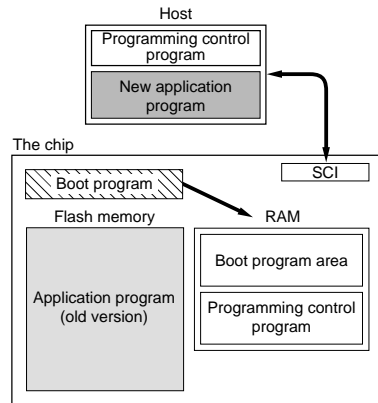 Host
Programming control
program
New application
program
The chip
SCI
Boot program
Flash memory
RAM
Application program
(old version)
Boot program area
Programming control
program